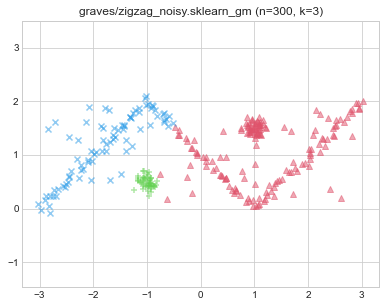 graves/zigzag_noisy.sklearn_gm (n=300, k=3)
3
2
1
0
−1
−3 −2 −1 0 1 2 3